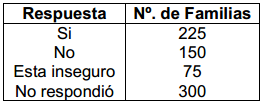 Respuesta Nº. de Familias
Si 225
No 150
Esta inseguro 75
No respondió 300